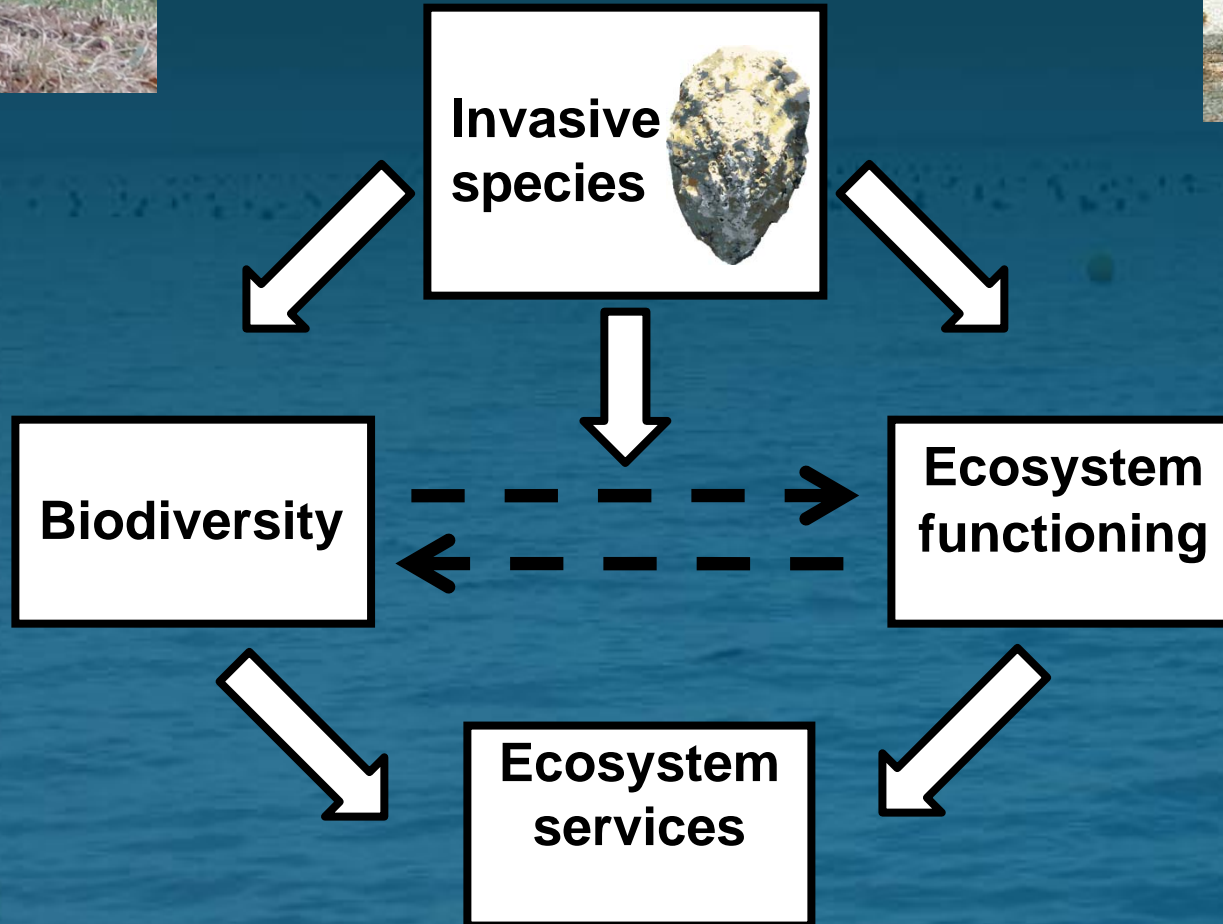 Invasive
species
Biodiversity
Ecosystem
functioning
Ecosystem
services